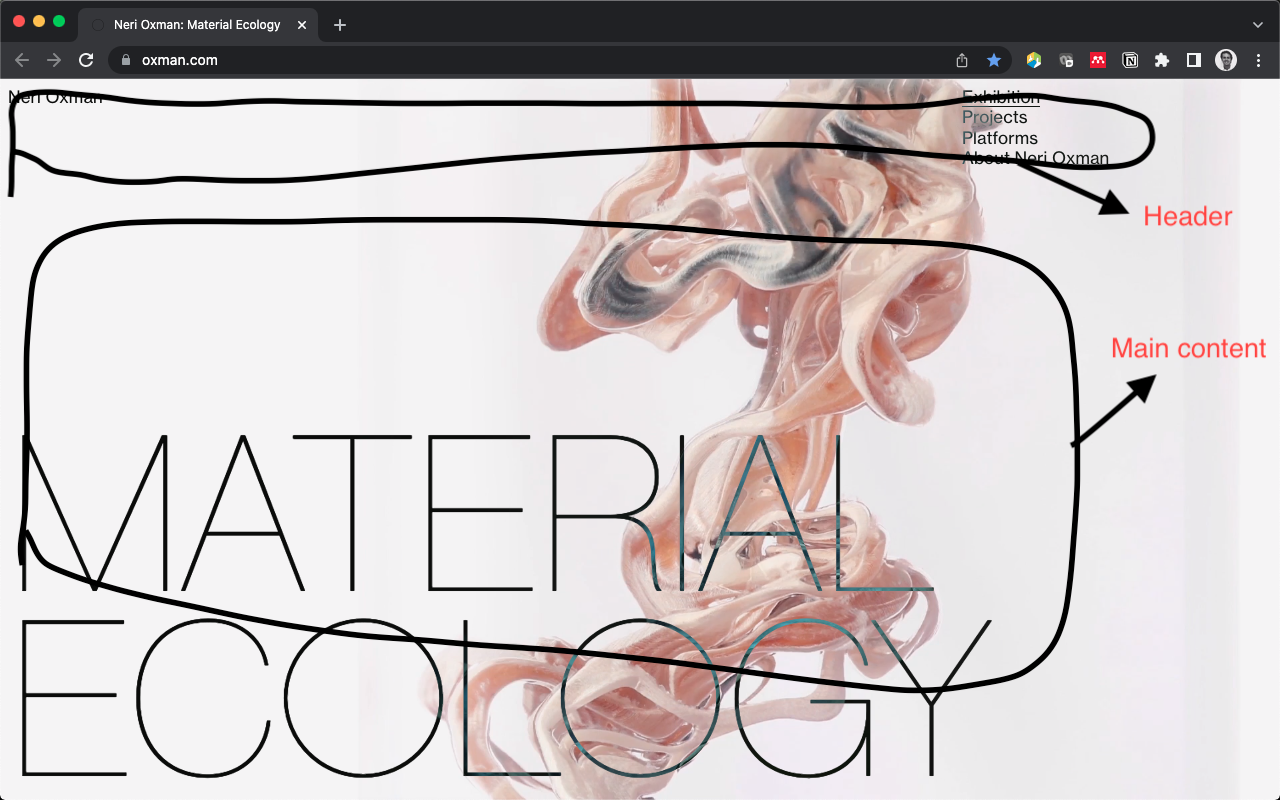 Neri Oxman: Material Ecology
oxman.com
Neri Oxman
Exhibition
Projects
Platforms
About Neri Oxman
Header
Main content
MATERIAL
ECOLOGY